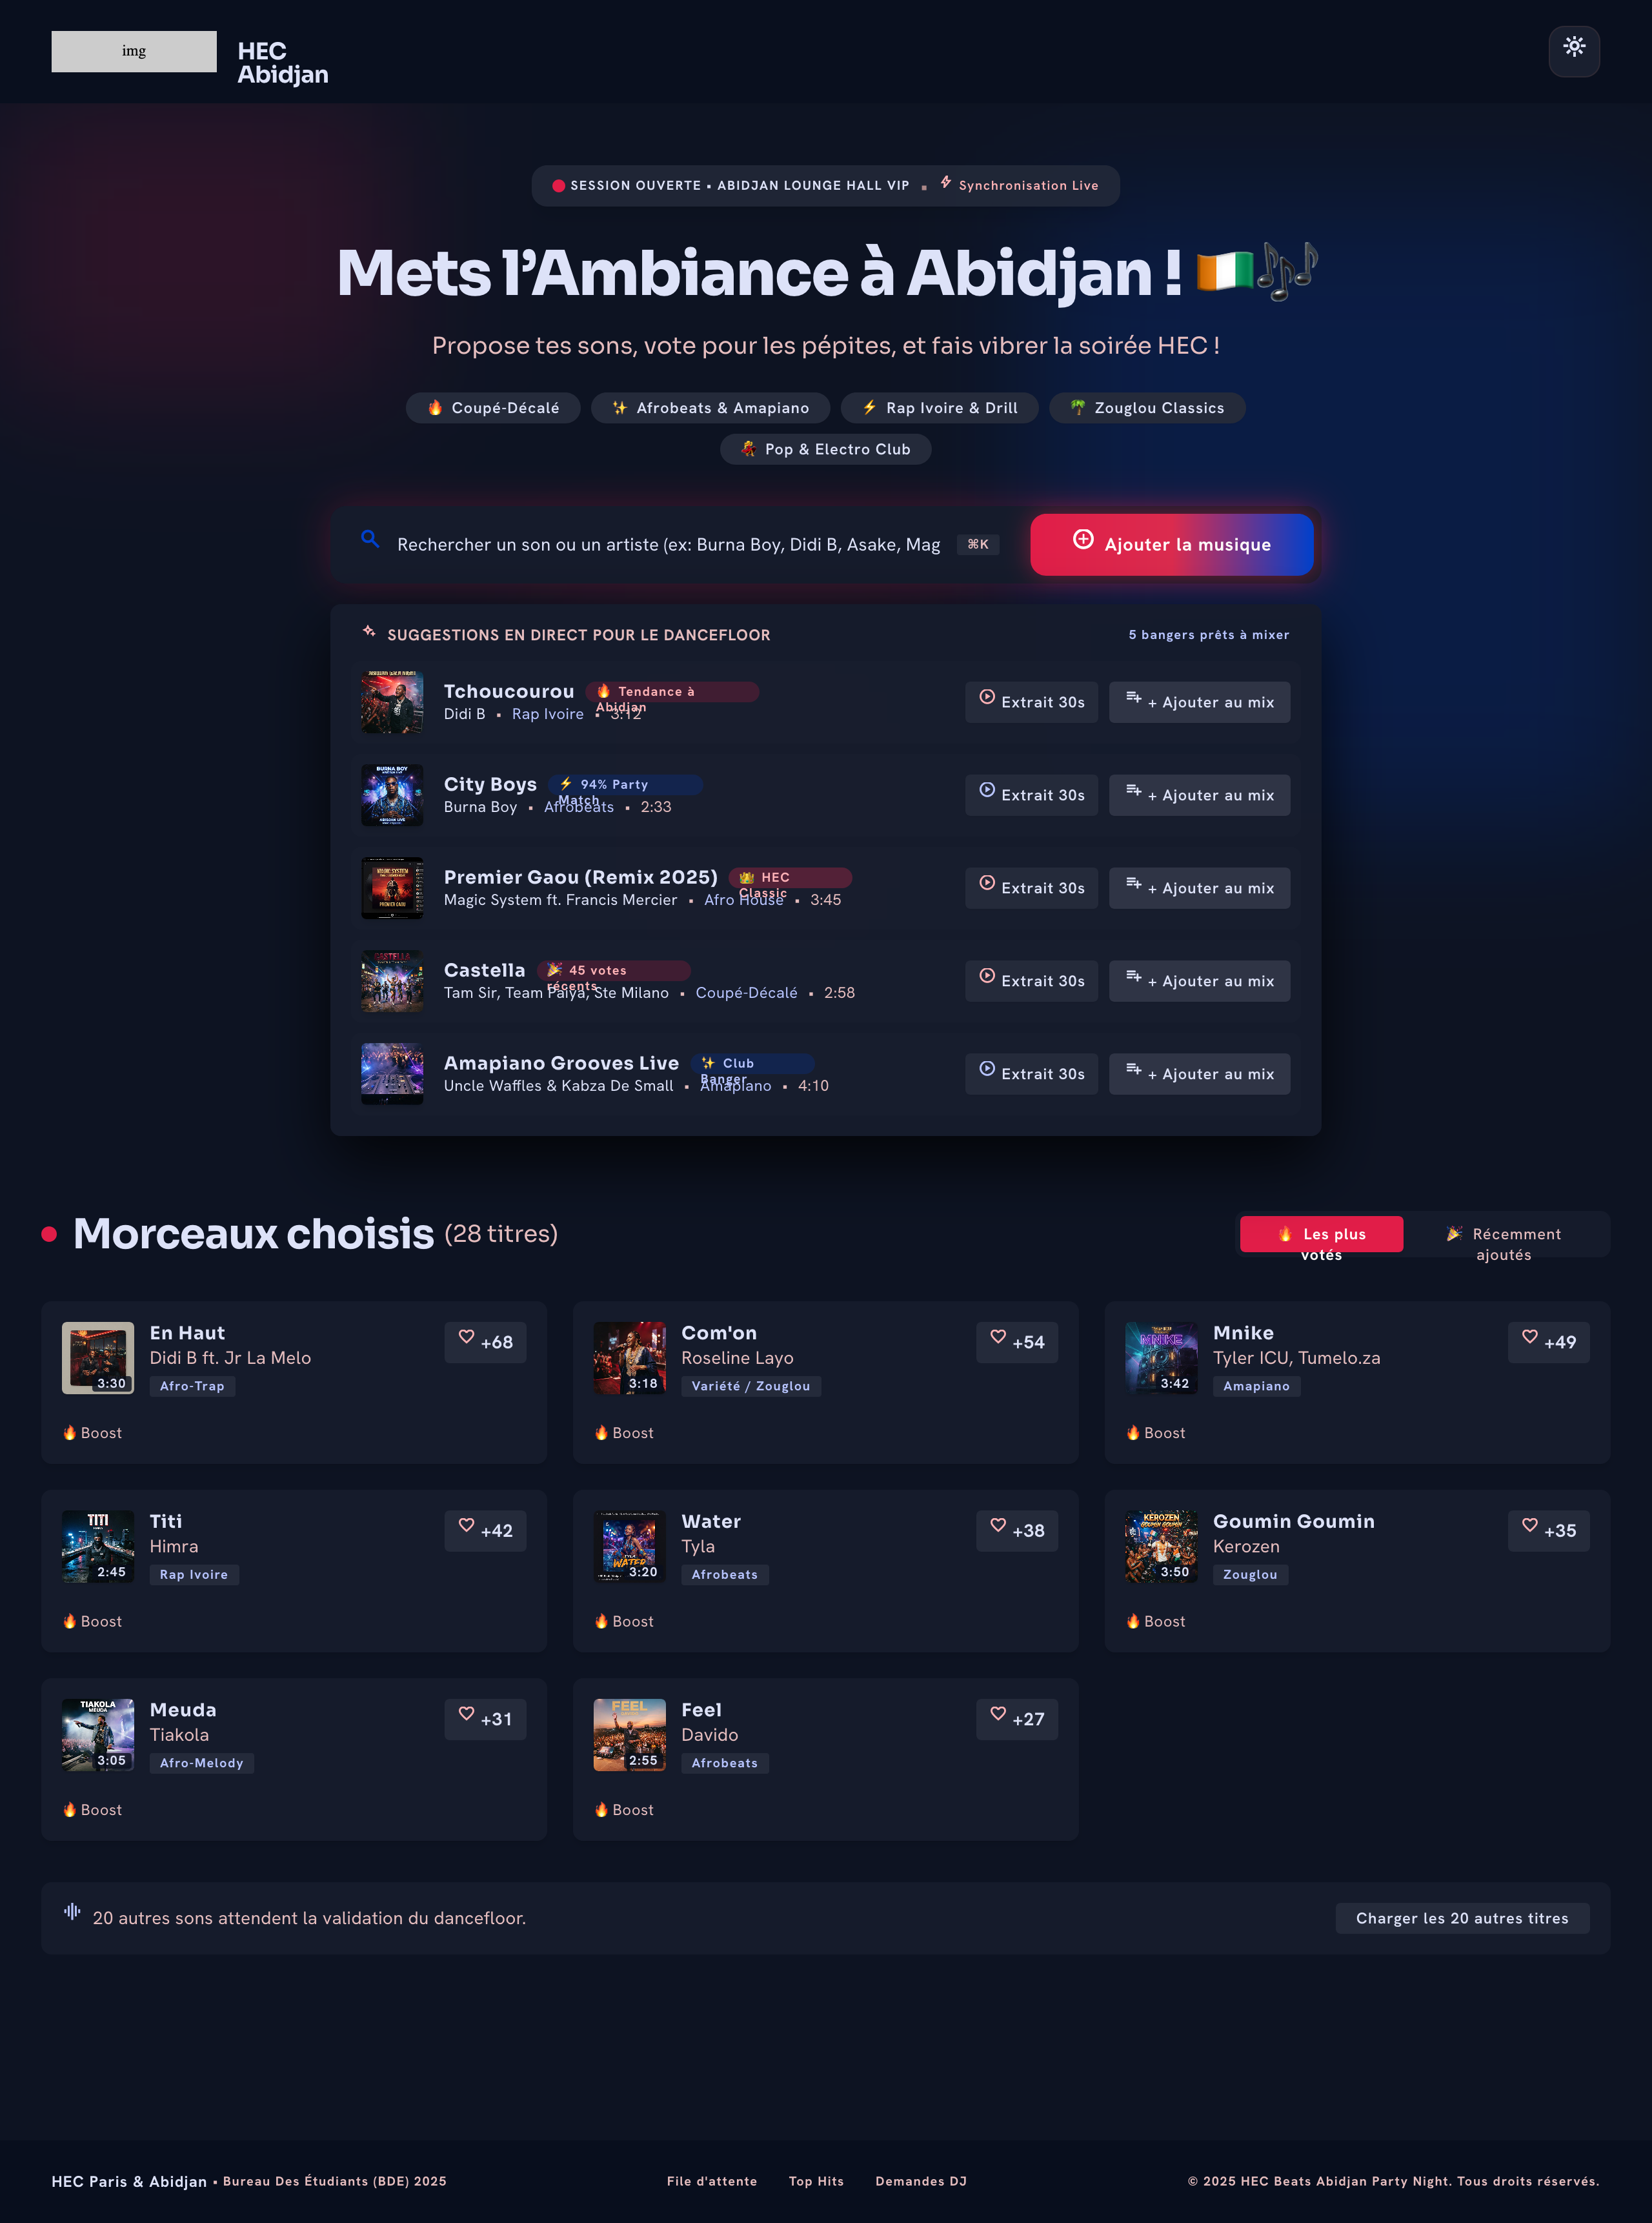 img
HEC
Abidjan
SESSION OUVERTE • ABIDJAN LOUNGE HALL VIP • Synchronisation Live
Mets l’Ambiance à Abidjan ! 🇨🇮🎶
Propose tes sons, vote pour les pépites, et fais vibrer la soirée HEC !
🔥 Coupé-Décalé ✨ Afrobeats & Amapiano ⚡ Rap Ivoire & Drill 🌴 Zouglou Classics
💃 Pop & Electro Club
Rechercher un son ou un artiste (ex: Burna Boy, Didi B, Asake, Mag ⌘K Ajouter la musique
SUGGESTIONS EN DIRECT POUR LE DANCEFLOOR 5 bangers prêts à mixer
Tchoucourou 🔥 Tendance à Abidjan
Didi B • Rap Ivoire • 3:12
Extrait 30s + Ajouter au mix
BURNA BOY
City Boys ⚡ 94% Party Match
Burna Boy • Afrobeats • 2:33
Extrait 30s + Ajouter au mix
Premier Gaou (Remix 2025) 👑 HEC Classic
Magic System ft. Francis Mercier • Afro House • 3:45
Extrait 30s + Ajouter au mix
Castella 🎉 45 votes récents
Tam Sir, Team Paiya, Ste Milano • Coupé-Décalé • 2:58
Extrait 30s + Ajouter au mix
Amapiano Grooves Live ✨ Club Banger
Uncle Waffles & Kabza De Small • Amapiano • 4:10
Extrait 30s + Ajouter au mix
Morceaux choisis (28 titres)
🔥 Les plus votés 🎉 Récemment ajoutés
En Haut
Didi B ft. Jr La Melo
Afro-Trap
3:30
+68
🔥 Boost
Com'on
Roseline Layo
Variété / Zouglou
3:18
+54
🔥 Boost
MNIKE
Mnike
Tyler ICU, Tumelo.za
Amapiano
3:42
+49
🔥 Boost
TITI
Titi
Himra
Rap Ivoire
2:45
+42
🔥 Boost
TYLA
WATER
Water
Tyla
Afrobeats
3:20
+38
🔥 Boost
KEROZEN
GOUMIN GOUMIN
Goumin Goumin
Kerozen
Zouglou
3:50
+35
🔥 Boost
TIAKOLA
MEUDA
Meuda
Tiakola
Afro-Melody
3:05
+31
🔥 Boost
FEEL
Feel
Davido
Afrobeats
2:55
+27
🔥 Boost
20 autres sons attendent la validation du dancefloor. Charger les 20 autres titres
HEC Paris & Abidjan • Bureau Des Étudiants (BDE) 2025 File d'attente Top Hits Demandes DJ © 2025 HEC Beats Abidjan Party Night. Tous droits réservés.